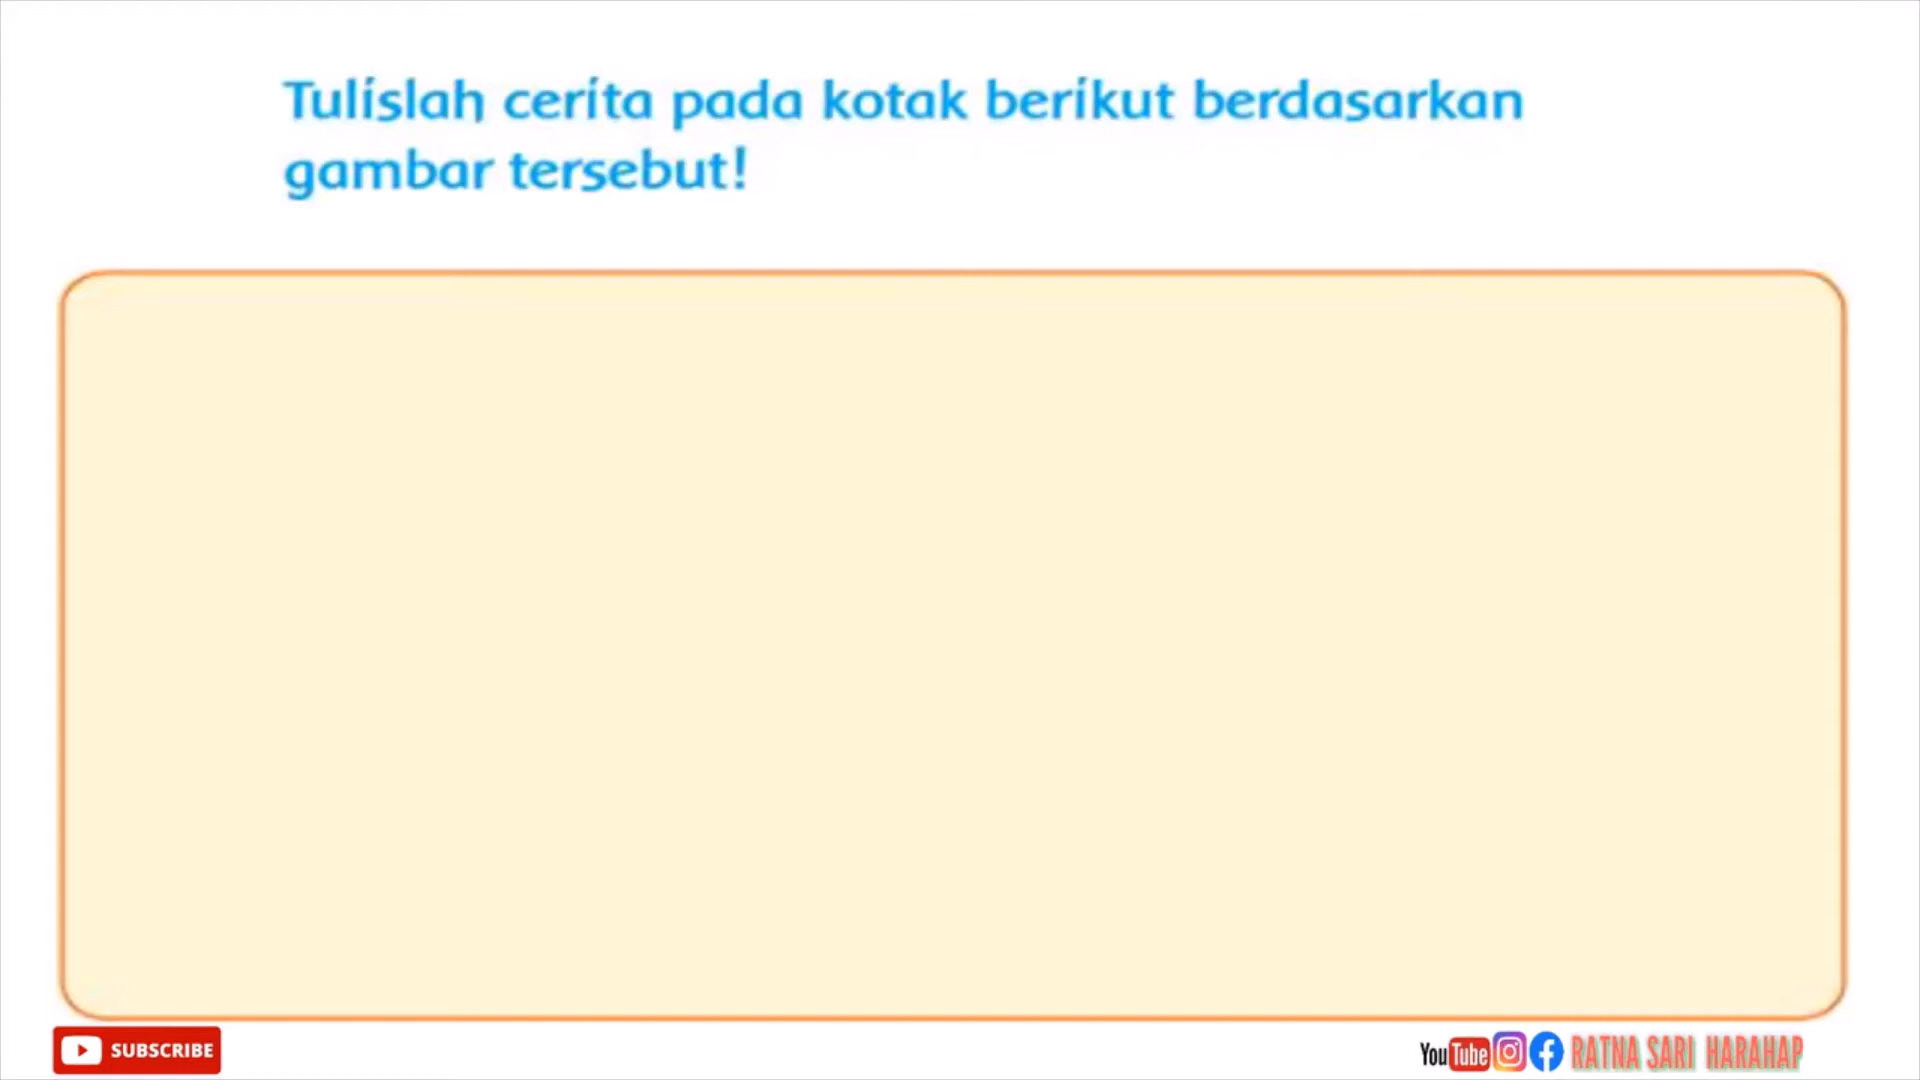 Tulislah cerita pada kotak berikut berdasarkan
gambar tersebut!
SUBSCRIBE
YouTube RATNA SARI HARAHAP